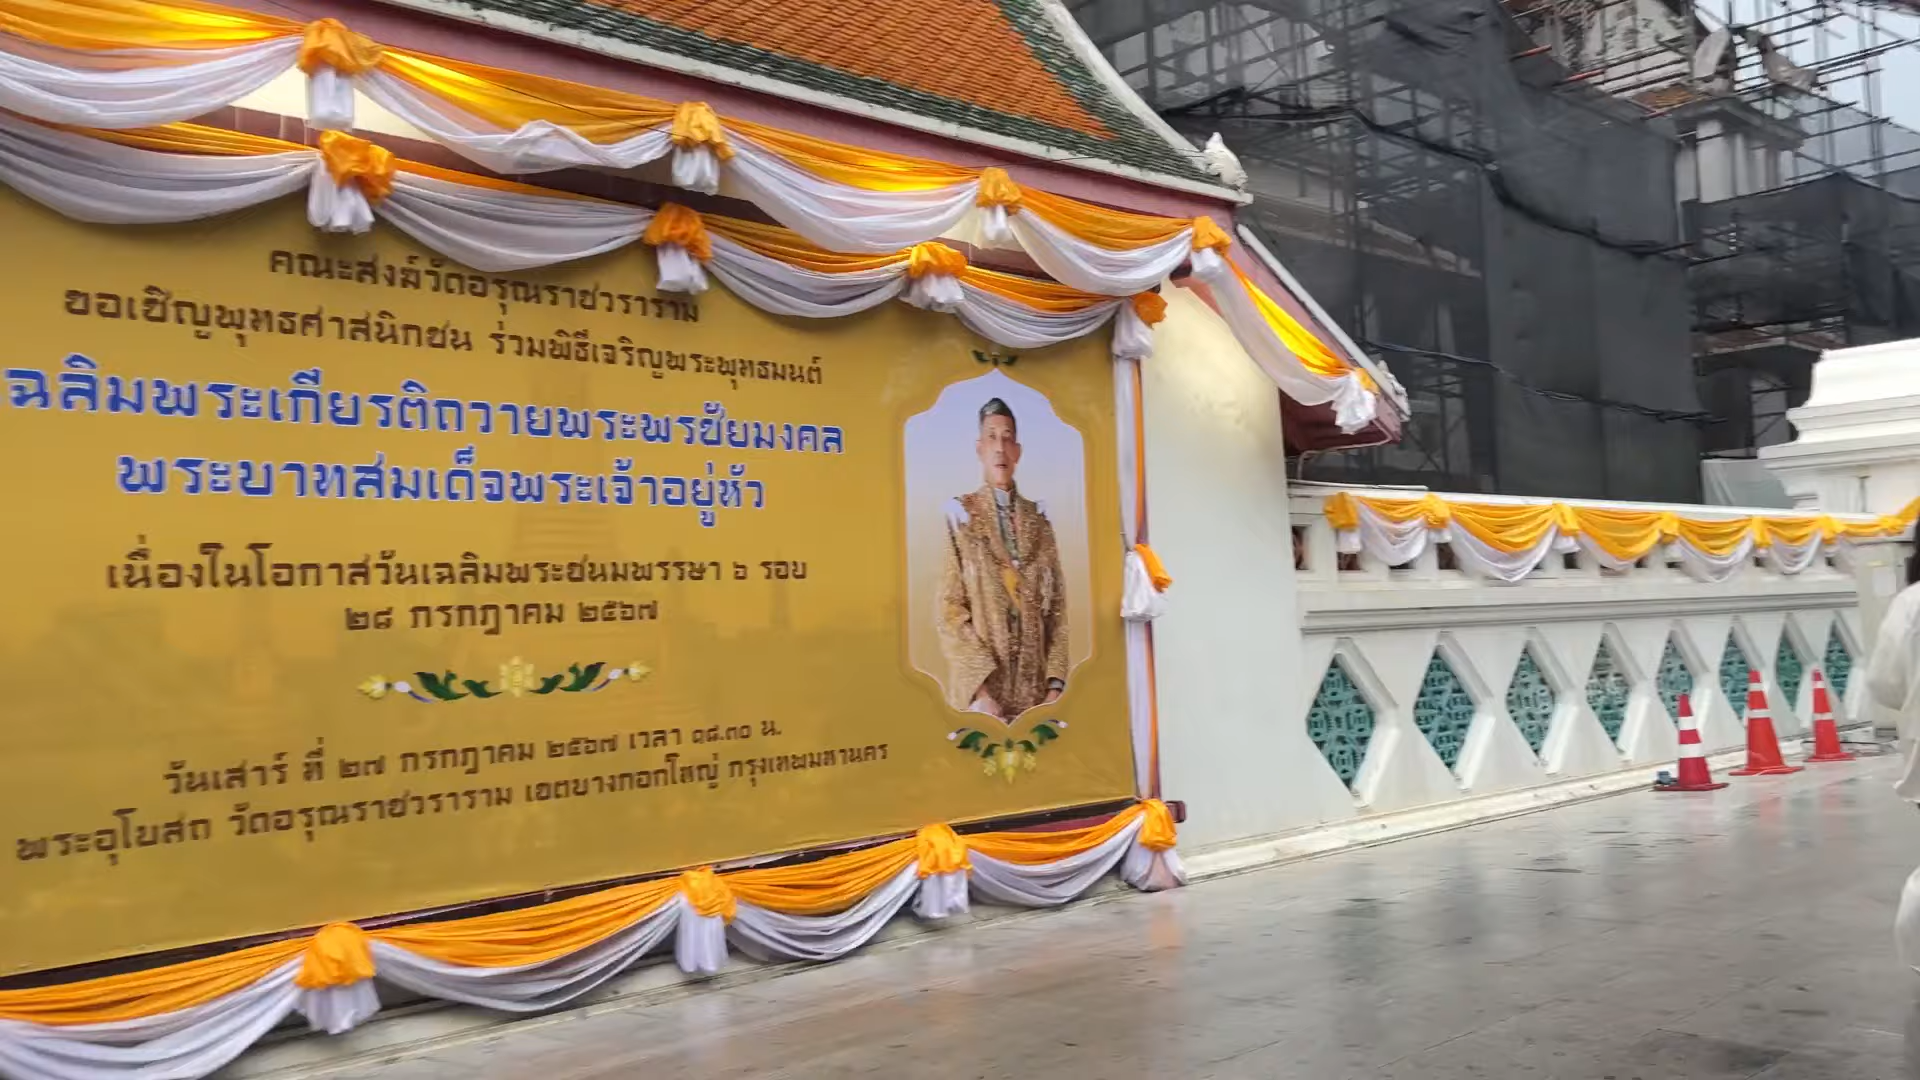 คณะสงฆ์วัดอรุณราชวราราม
ขอเชิญพุทธศาสนิกชน ร่วมพิธีเจริญพระพุทธมนต์
เฉลิมพระเกียรติถวายพระพรชัยมงคล
พระบาทสมเด็จพระเจ้าอยู่หัว
เนื่องในโอกาสวันเฉลิมพระชนมพรรษา ๖ รอบ
๒๘ กรกฎาคม ๒๕๖๗
วันเสาร์ ที่ ๒๗ กรกฎาคม ๒๕๖๗ เวลา ๑๘.๓๐ น.
พระอุโบสถ วัดอรุณราชวราราม เขตบางกอกใหญ่ กรุงเทพมหานคร